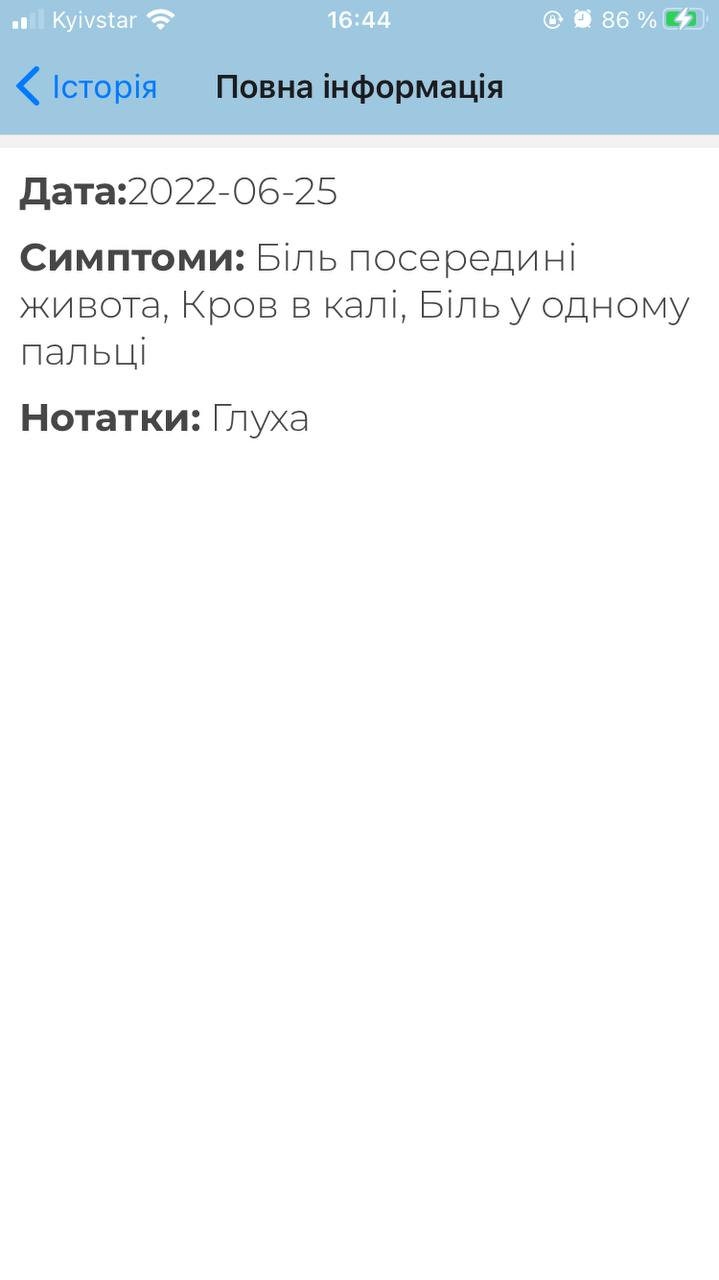 Kyivstar 16:44 86 %
Історія Повна інформація
Дата:2022-06-25
Симптоми: Біль посередині
живота, Кров в калі, Біль у одному
пальці
Нотатки: Глуха